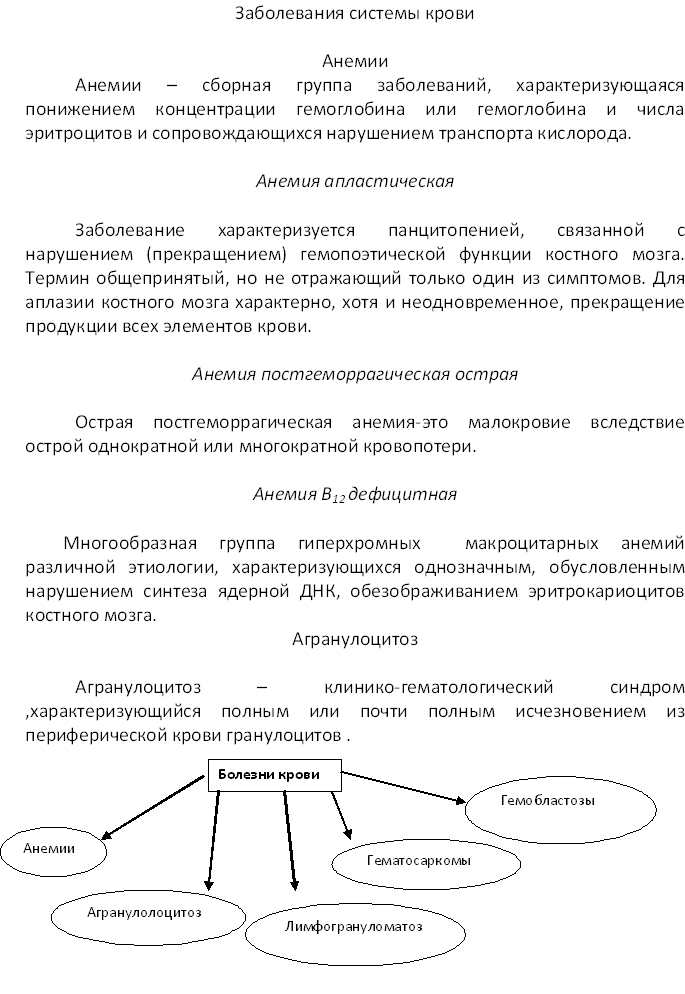 Заболевания системы крови
Анемии
Анемии – сборная группа заболеваний, характеризующаяся
понижением концентрации гемоглобина или гемоглобина и числа
эритроцитов и сопровождающихся нарушением транспорта кислорода.
Анемия апластическая
Заболевание характеризуется панцитопенией, связанной с
нарушением (прекращением) гемопоэтической функции костного мозга.
Термин общепринятый, но не отражающий только один из симптомов. Для
аплазии костного мозга характерно, хотя и неодновременное, прекращение
продукции всех элементов крови.
Анемия постгеморрагическая острая
Острая постгеморрагическая анемия-это малокровие вследствие
острой однократной или многократной кровопотери.
Анемия B12 дефицитная
Многообразная группа гиперхромных макроцитарных анемий
различной этиологии, характеризующихся однозначным, обусловленным
нарушением синтеза ядерной ДНК, обезображиванием эритрокариоцитов
костного мозга.
Агранулоцитоз
Агранулоцитоз – клинико-гематологический синдром
,характеризующийся полным или почти полным исчезновением из
периферической крови гранулоцитов .
Болезни крови
Гемобластозы
Анемии
Гематосаркомы
Агранулолоцитоз
Лимфогрануломатоз